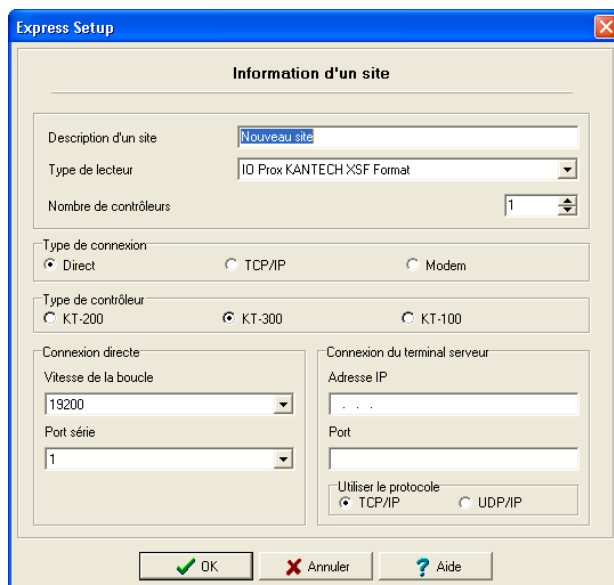 Express Setup
Information d'un site
Description d'un site
Nouveau site
Type de lecteur
IO Prox KANTECH XSF Format
Nombre de contrôleurs
1
Type de connexion
Direct
TCP/IP
Modem
Type de contrôleur
KT-200
KT-300
KT-100
Connexion directe
Vitesse de la boucle
19200
Port série
1
Connexion du terminal serveur
Adresse IP
. . .
Port
Utiliser le protocole
TCP/IP
UDP/IP
OK
Annuler
? Aide